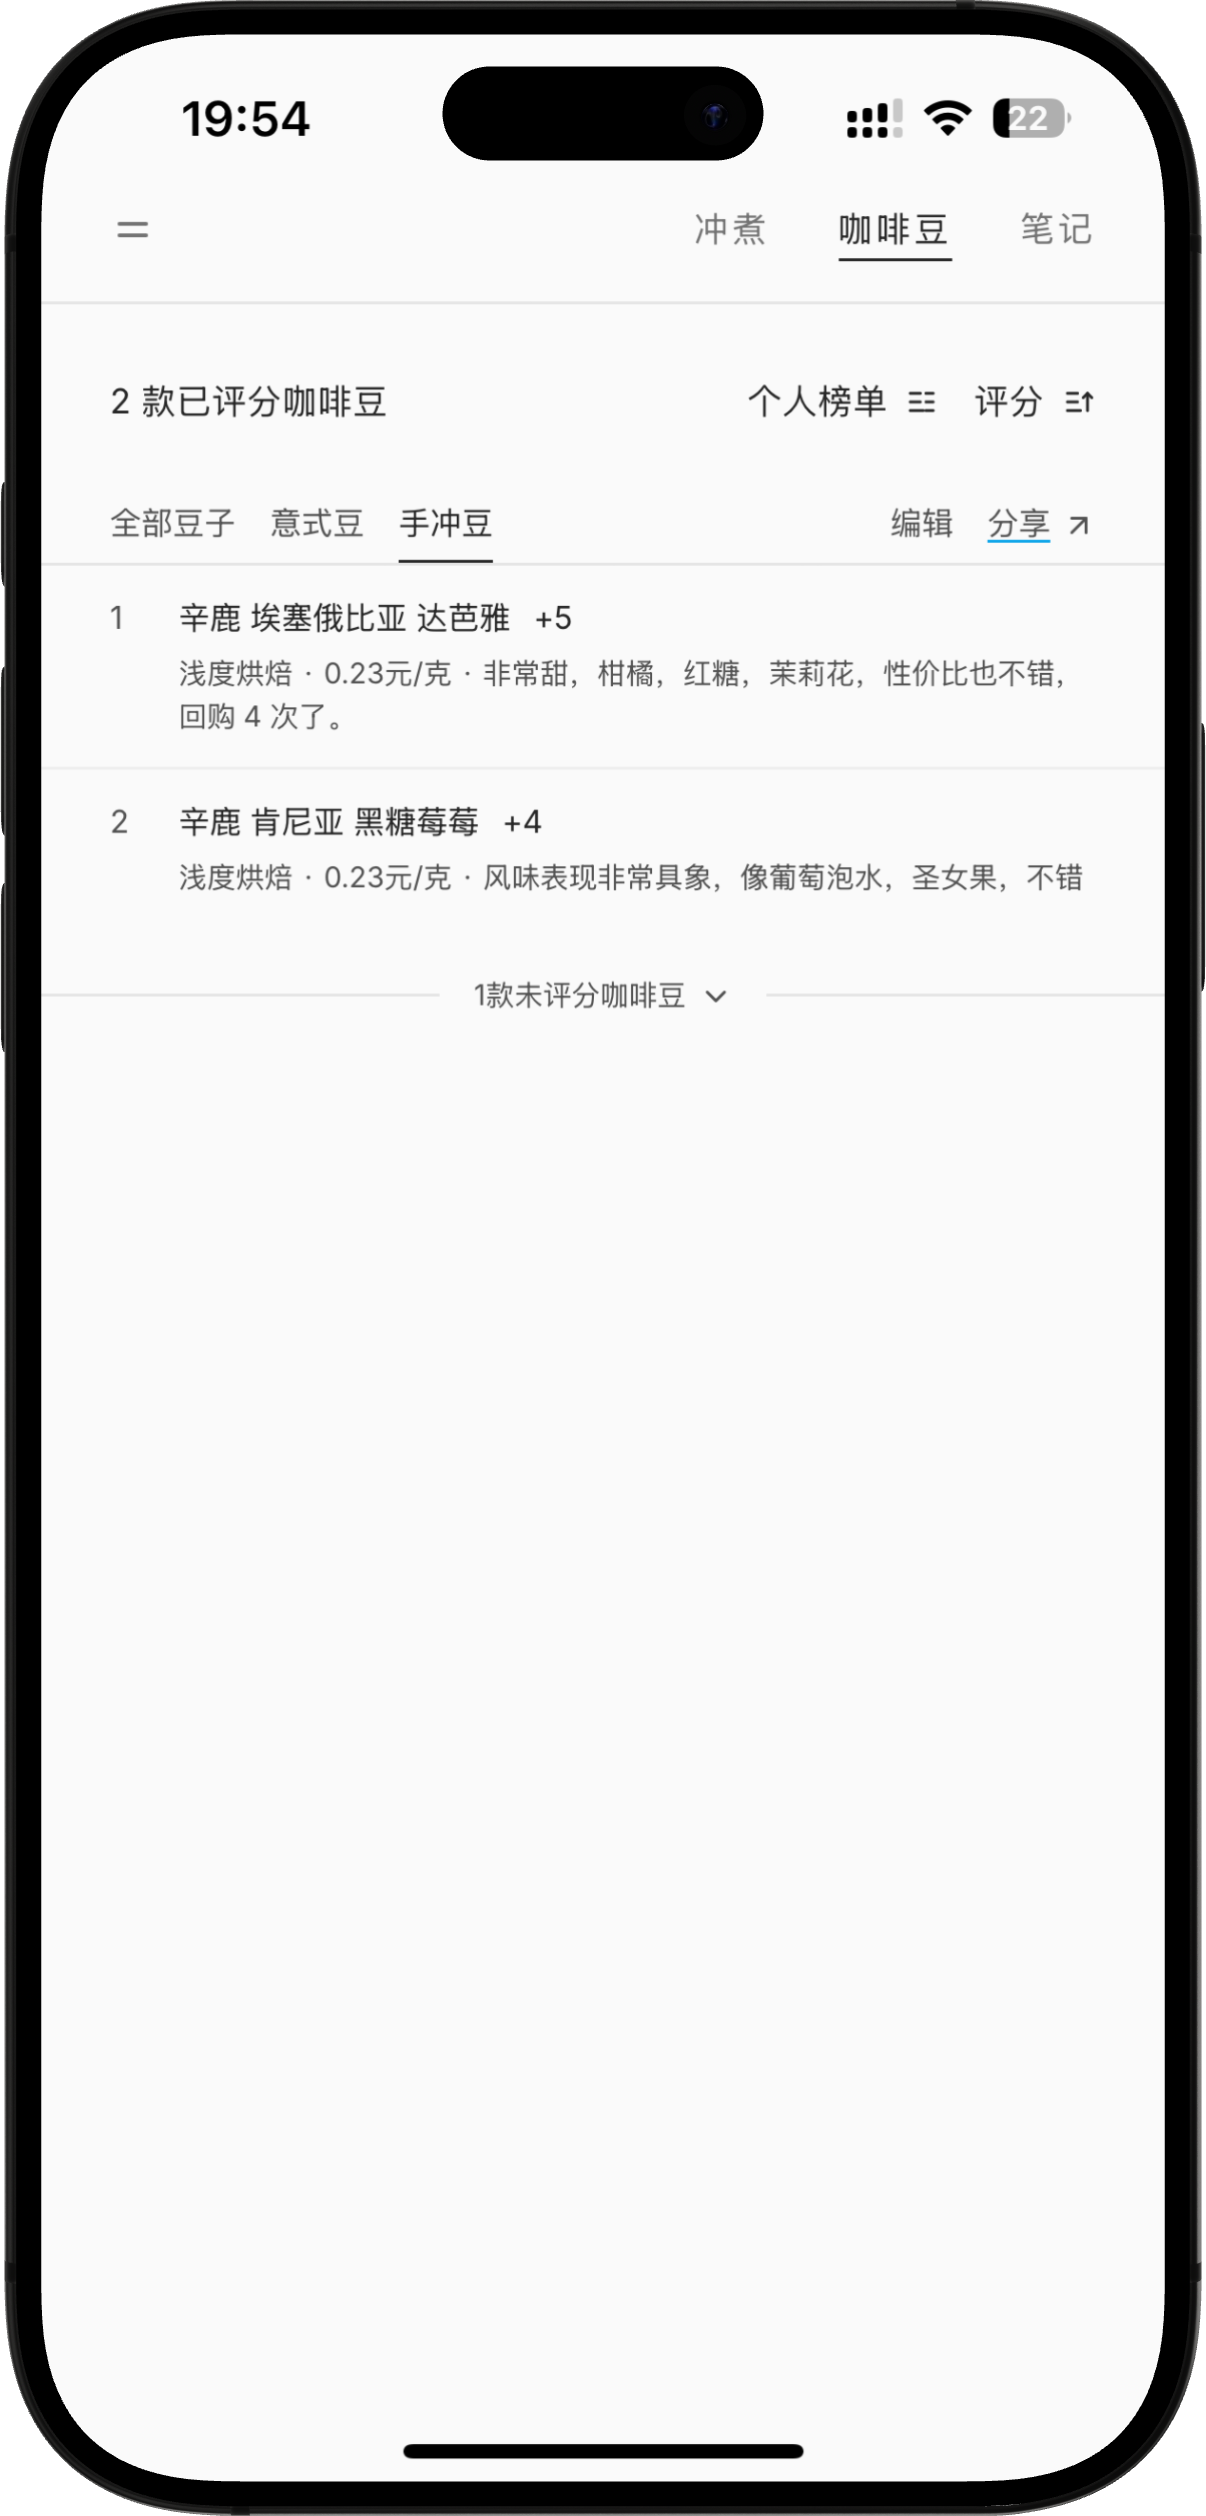 19:54
22
冲煮 咖啡豆 笔记
2 款已评分咖啡豆 个人榜单 评分
全部豆子 意式豆 手冲豆 编辑 分享
1 辛鹿 埃塞俄比亚 达芭雅 +5
浅度烘焙 · 0.23元/克 · 非常甜，柑橘，红糖，茉莉花，性价比也不错，
回购 4 次了。
2 辛鹿 肯尼亚 黑糖莓莓 +4
浅度烘焙 · 0.23元/克 · 风味表现非常具象，像葡萄泡水，圣女果，不错
1款未评分咖啡豆